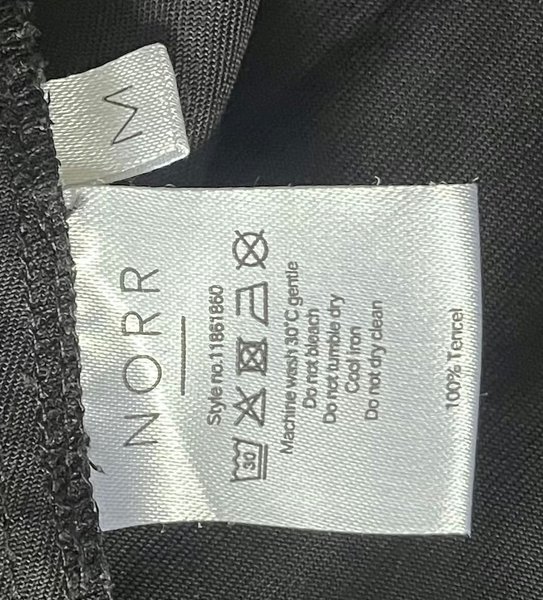 M
NORR
Style no.11861860
30
Machine wash 30°C gentle
Do not bleach
Do not tumble dry
Cool iron
Do not dry clean
100% Tencel